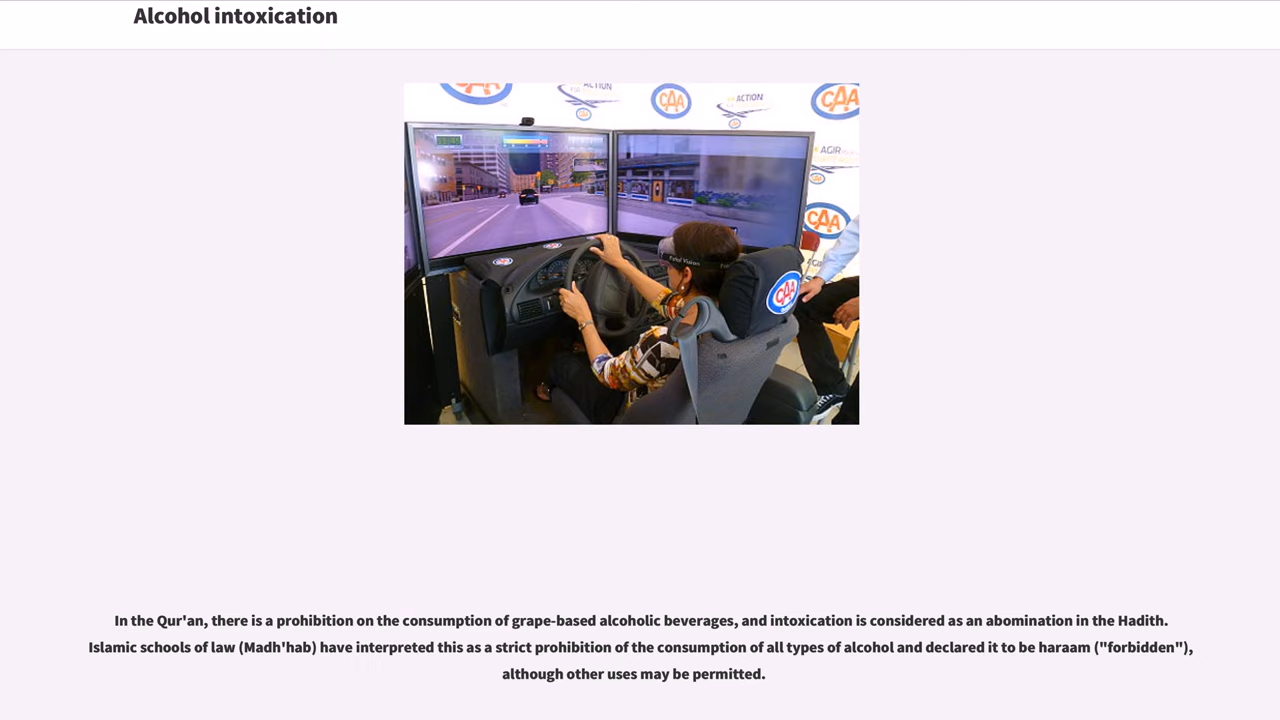 Alcohol intoxication
CAA
ACTION
CAA
ACTION
CAA
AGIR
CAA
Fatal Vision
CAA
In the Qur'an, there is a prohibition on the consumption of grape-based alcoholic beverages, and intoxication is considered as an abomination in the Hadith.
Islamic schools of law (Madh'hab) have interpreted this as a strict prohibition of the consumption of all types of alcohol and declared it to be haraam ("forbidden"),
although other uses may be permitted.